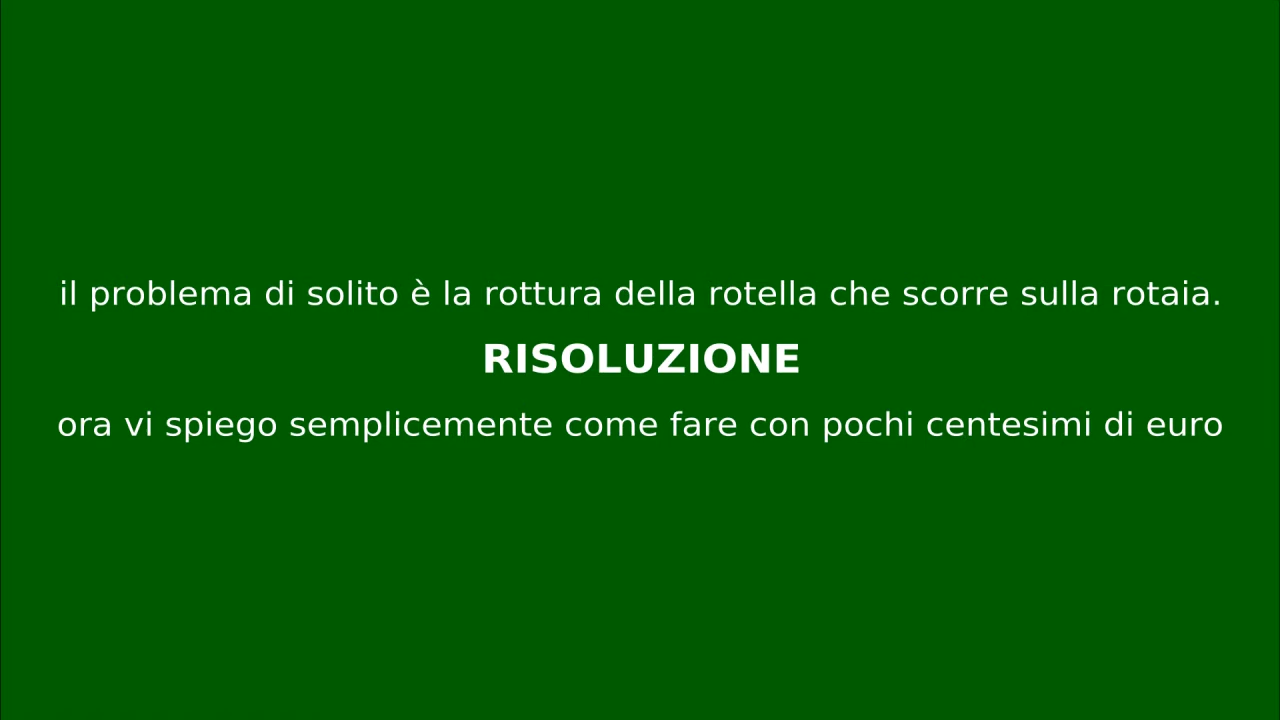 il problema di solito è la rottura della rotella che scorre sulla rotaia.
RISOLUZIONE
ora vi spiego semplicemente come fare con pochi centesimi di euro